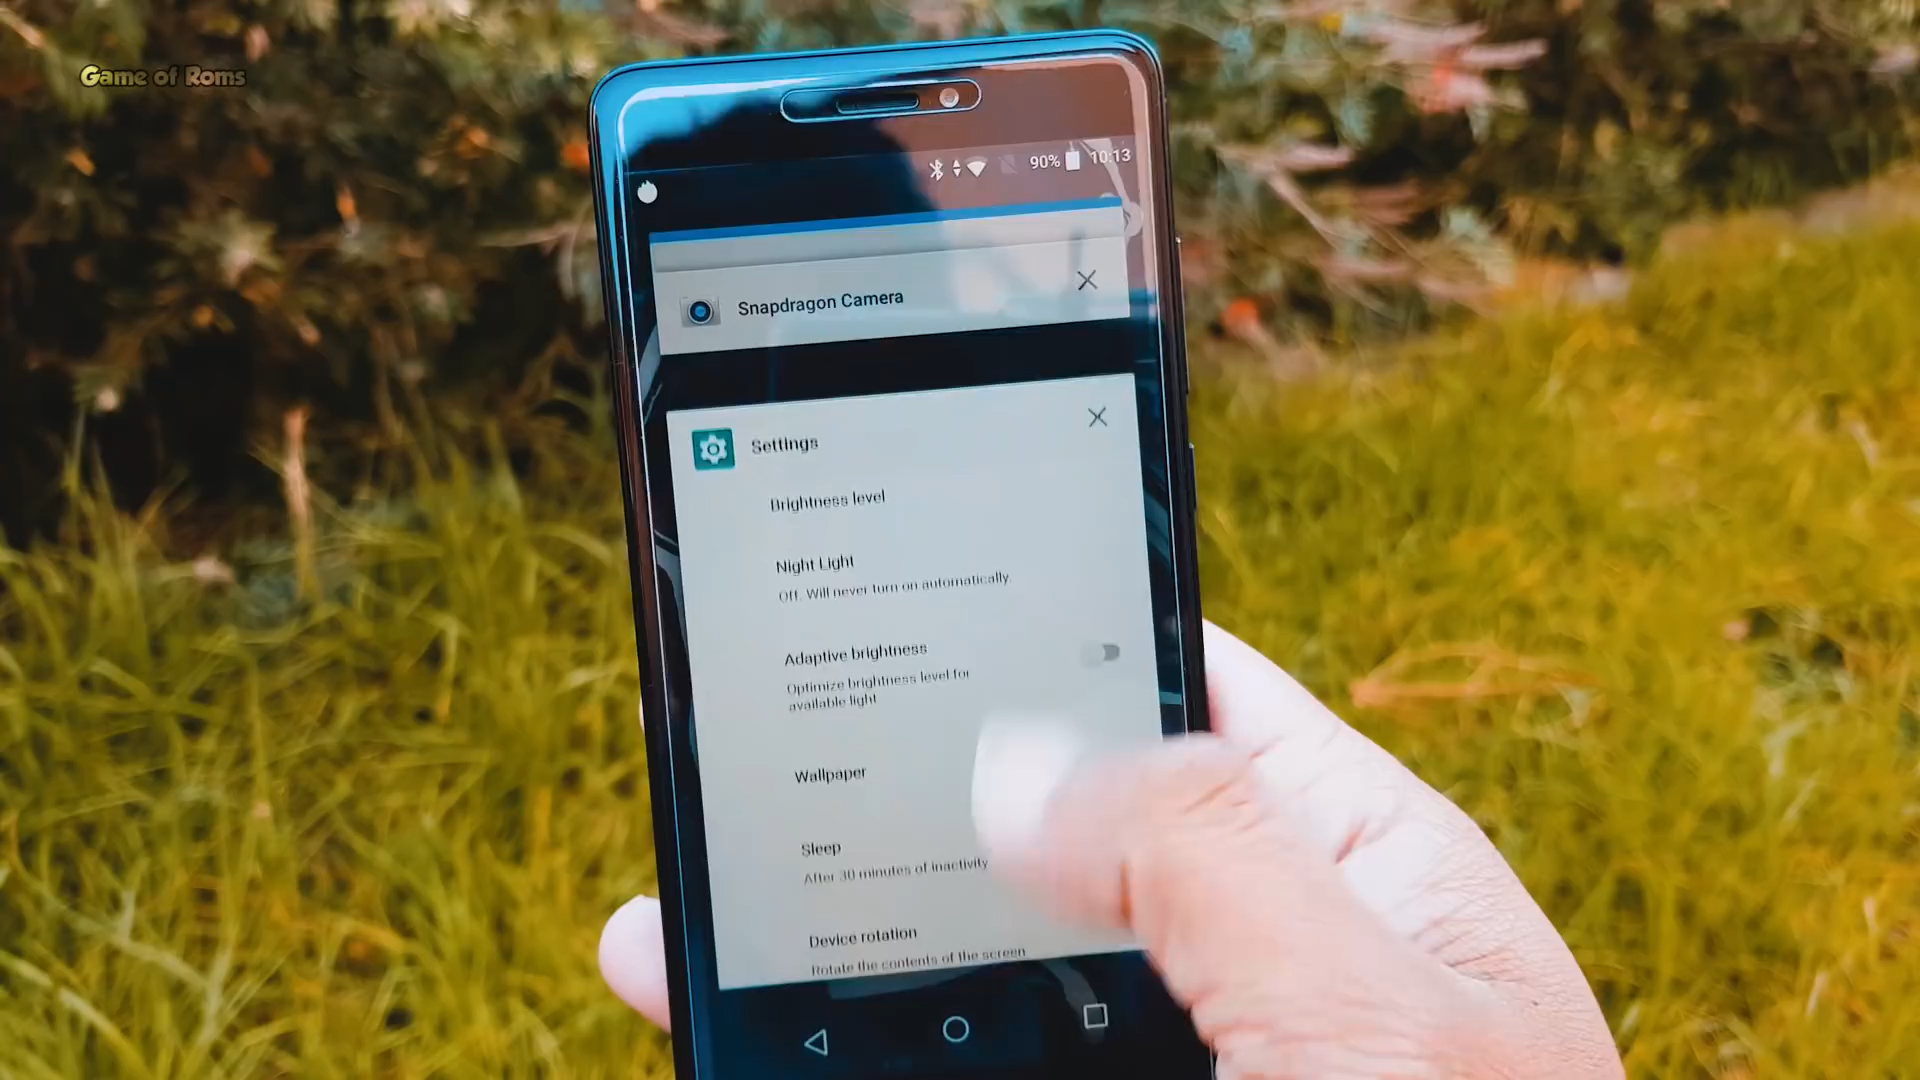 Game of Roms
90% 10:13
Snapdragon Camera
Settings
Brightness level
Night Light
Off. Will never turn on automatically.
Adaptive brightness
Optimize brightness level for
available light
Wallpaper
Sleep
After 30 minutes of inactivity
Device rotation
Rotate the contents of the screen